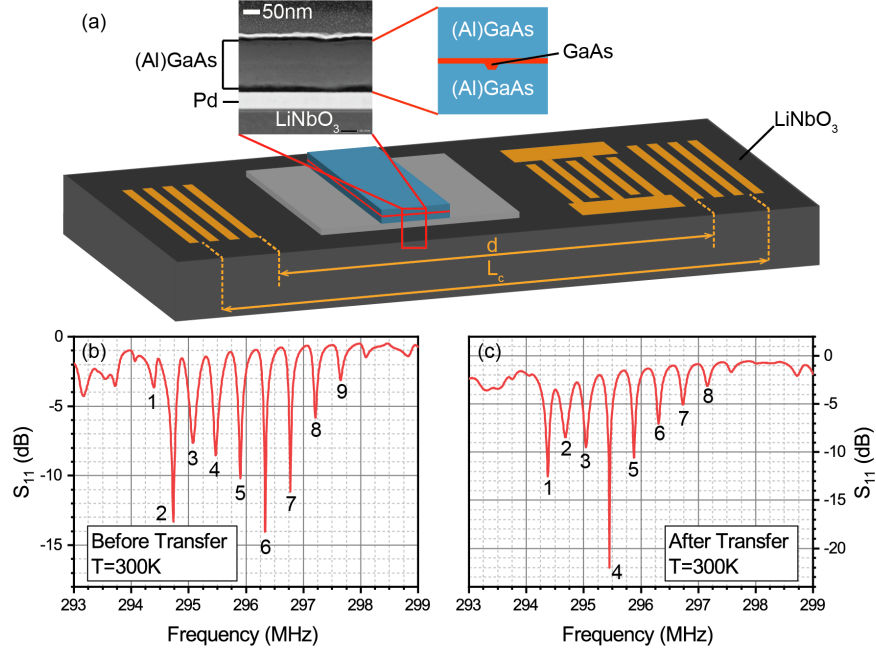 (a)
50nm
(Al)GaAs
Pd
LiNbO3
(Al)GaAs
GaAs
(Al)GaAs
LiNbO3
d
Lc
(b)
0
-5
-10
-15
S11 (dB)
1
2
3
4
5
6
7
8
9
Before Transfer
T=300K
293 294 295 296 297 298 299
Frequency (MHz)
(c)
0
-5
-10
-15
-20
S11 (dB)
1
2
3
4
5
6
7
8
After Transfer
T=300K
293 294 295 296 297 298 299
Frequency (MHz)